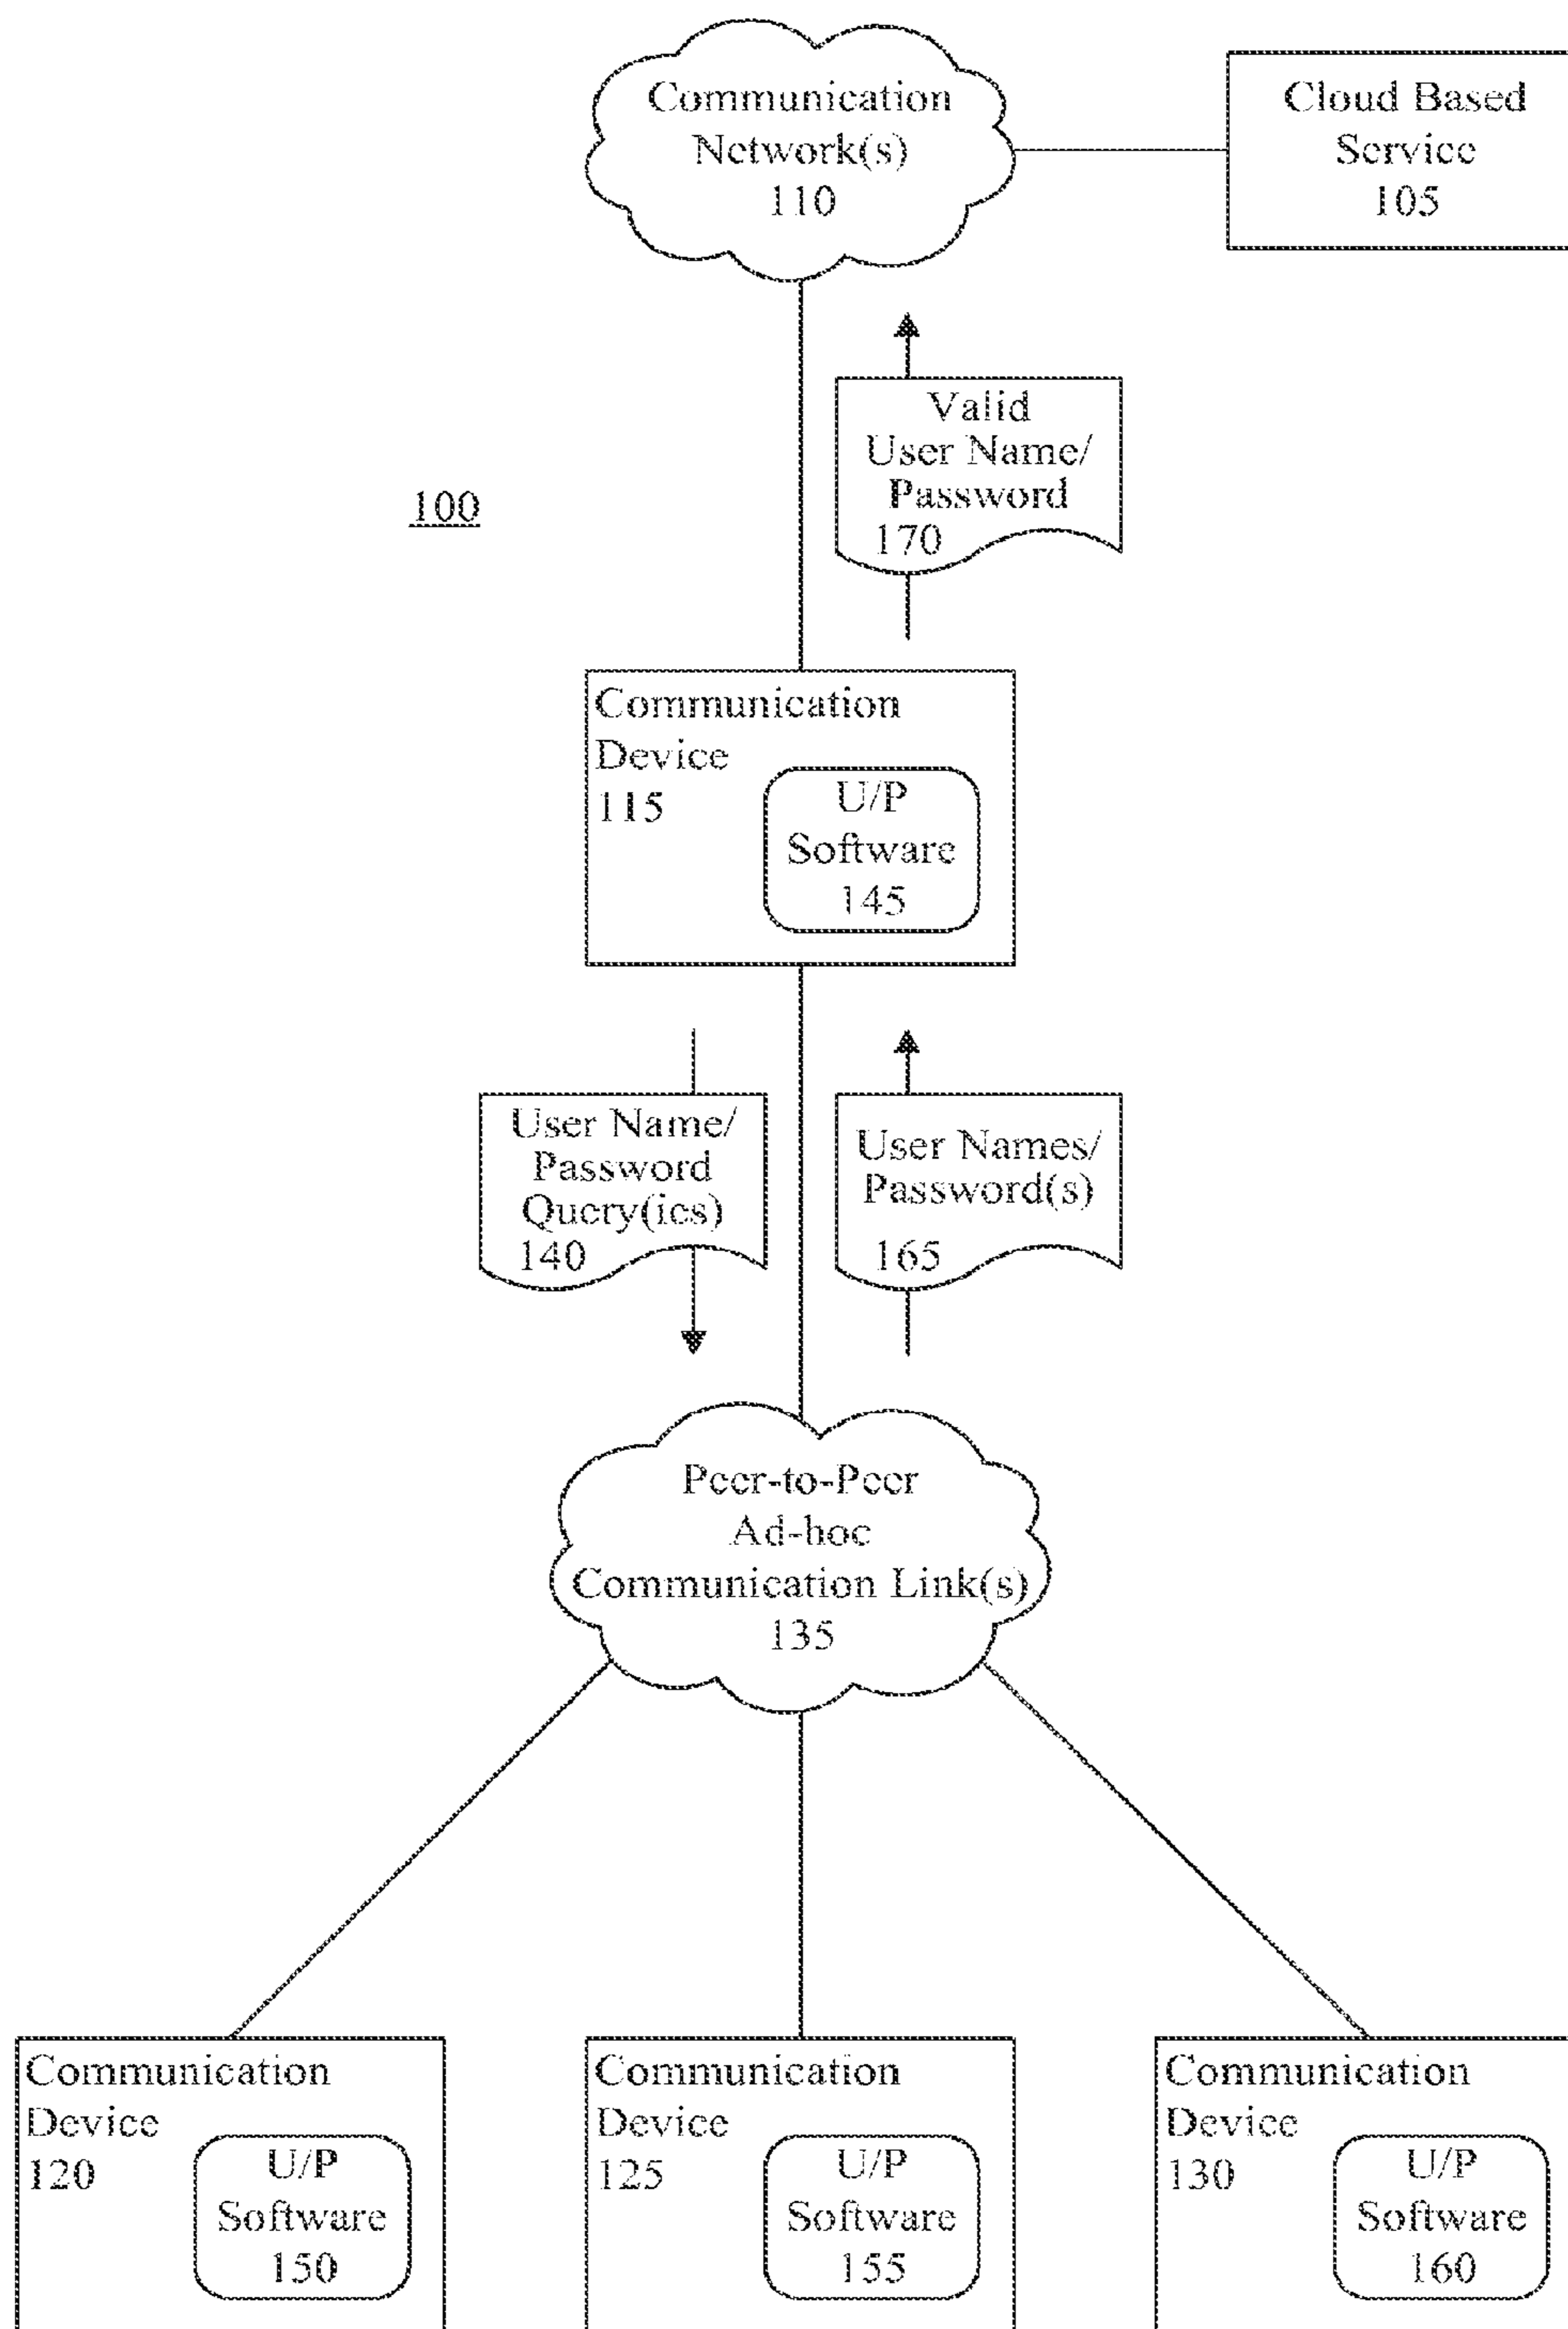 Communication
Network(s)
110
Cloud Based
Service
105
Valid
User Name/
Password
170
100
Communication
Device
115
U/P
Software
145
User Name/
Password
Query(ies)
140
User Names/
Password(s)
165
Peer-to-Peer
Ad-hoc
Communication Link(s)
135
Communication
Device
120
U/P
Software
150
Communication
Device
125
U/P
Software
155
Communication
Device
130
U/P
Software
160